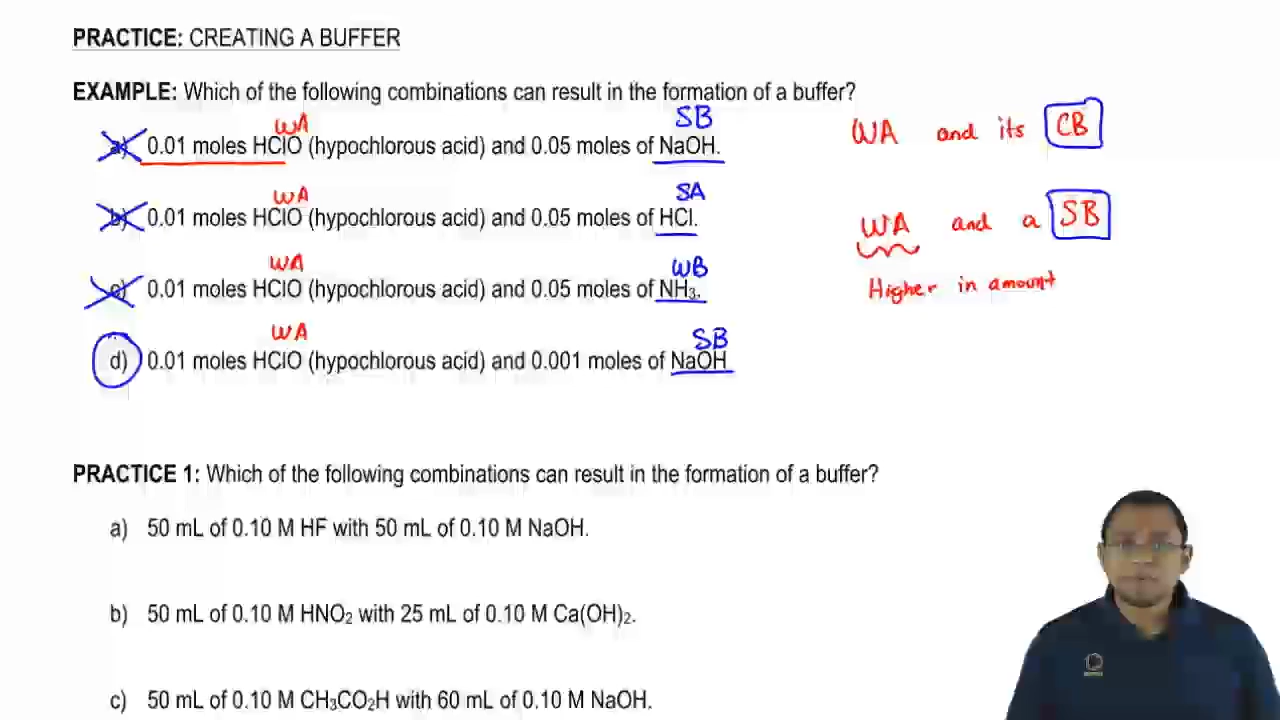 PRACTICE: CREATING A BUFFER
EXAMPLE: Which of the following combinations can result in the formation of a buffer?
WA SB
a) 0.01 moles HClO (hypochlorous acid) and 0.05 moles of NaOH.
WA and its CB
WA SA
b) 0.01 moles HClO (hypochlorous acid) and 0.05 moles of HCl.
WA and a SB
Higher in amount
WA WB
c) 0.01 moles HClO (hypochlorous acid) and 0.05 moles of NH₃.
WA SB
d) 0.01 moles HClO (hypochlorous acid) and 0.001 moles of NaOH
PRACTICE 1: Which of the following combinations can result in the formation of a buffer?
a) 50 mL of 0.10 M HF with 50 mL of 0.10 M NaOH.
b) 50 mL of 0.10 M HNO₂ with 25 mL of 0.10 M Ca(OH)₂.
c) 50 mL of 0.10 M CH₃CO₂H with 60 mL of 0.10 M NaOH.